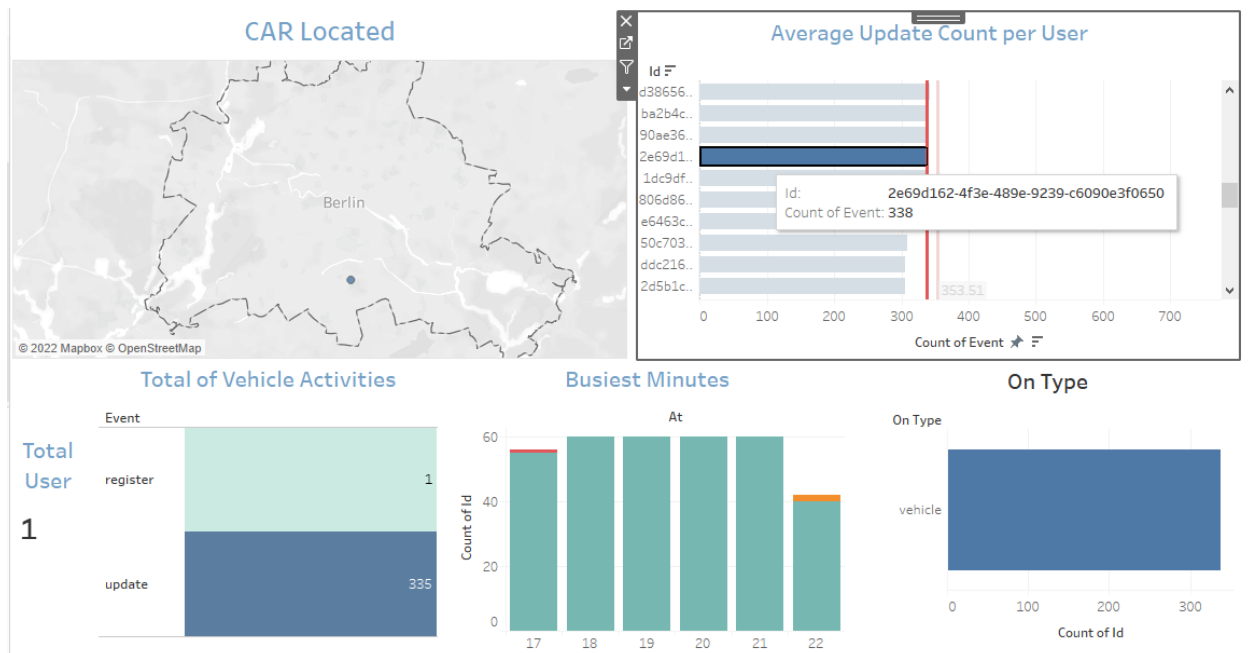 CAR Located
Berlin
© 2022 Mapbox © OpenStreetMap
Average Update Count per User
Id
d38656..
ba2b4c..
90ae36..
2e69d1..
1dc9df..
806d86..
e6463c..
50c703..
ddc216..
2d5b1c..
Id: 2e69d162-4f3e-489e-9239-c6090e3f0650
Count of Event: 338
353.51
0 100 200 300 400 500 600 700
Count of Event
Total User
1
Total of Vehicle Activities
Event
register 1
update 335
Busiest Minutes
At
Count of Id
60
40
20
0
17 18 19 20 21 22
On Type
On Type
vehicle
0 100 200 300
Count of Id